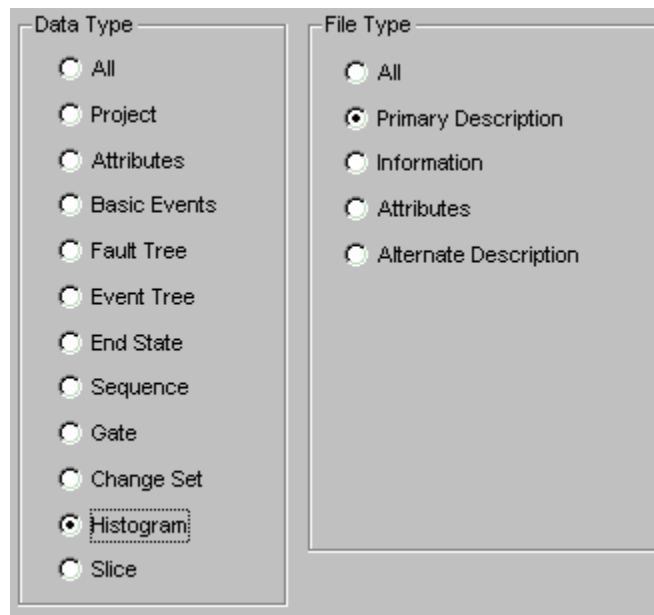 Data Type
All
Project
Attributes
Basic Events
Fault Tree
Event Tree
End State
Sequence
Gate
Change Set
Histogram
Slice
File Type
All
Primary Description
Information
Attributes
Alternate Description